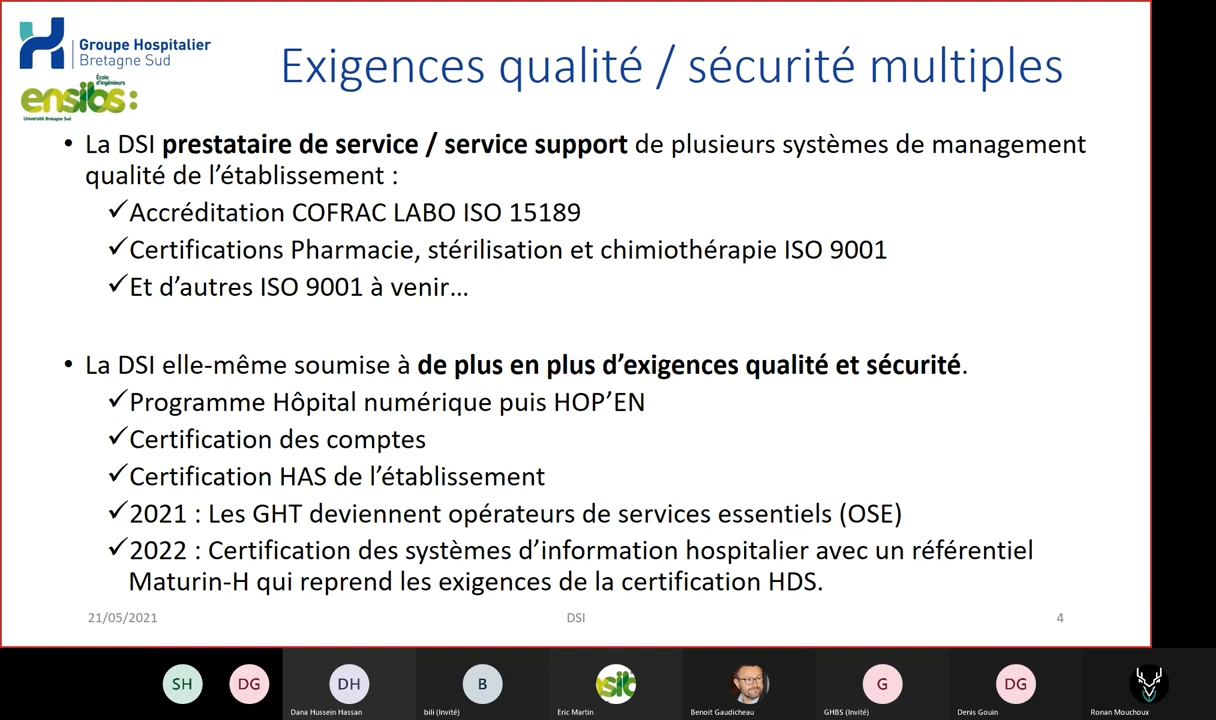 Groupe Hospitalier
Bretagne Sud
École
d'ingénieurs
ensibs:
Université Bretagne Sud
Exigences qualité / sécurité multiples
• La DSI prestataire de service / service support de plusieurs systèmes de management
qualité de l'établissement :
✓Accréditation COFRAC LABO ISO 15189
✓Certifications Pharmacie, stérilisation et chimiothérapie ISO 9001
✓Et d'autres ISO 9001 à venir…
• La DSI elle-même soumise à de plus en plus d'exigences qualité et sécurité.
✓Programme Hôpital numérique puis HOP'EN
✓Certification des comptes
✓Certification HAS de l'établissement
✓2021 : Les GHT deviennent opérateurs de services essentiels (OSE)
✓2022 : Certification des systèmes d'information hospitalier avec un référentiel
Maturin-H qui reprend les exigences de la certification HDS.
21/05/2021 DSI 4
SH DG DH B sib G DG
Dana Hussein Hassan bili (Invité) Eric Martin Benoit Gaudicheau GHBS (Invité) Denis Gouin Ronan Mouchoux